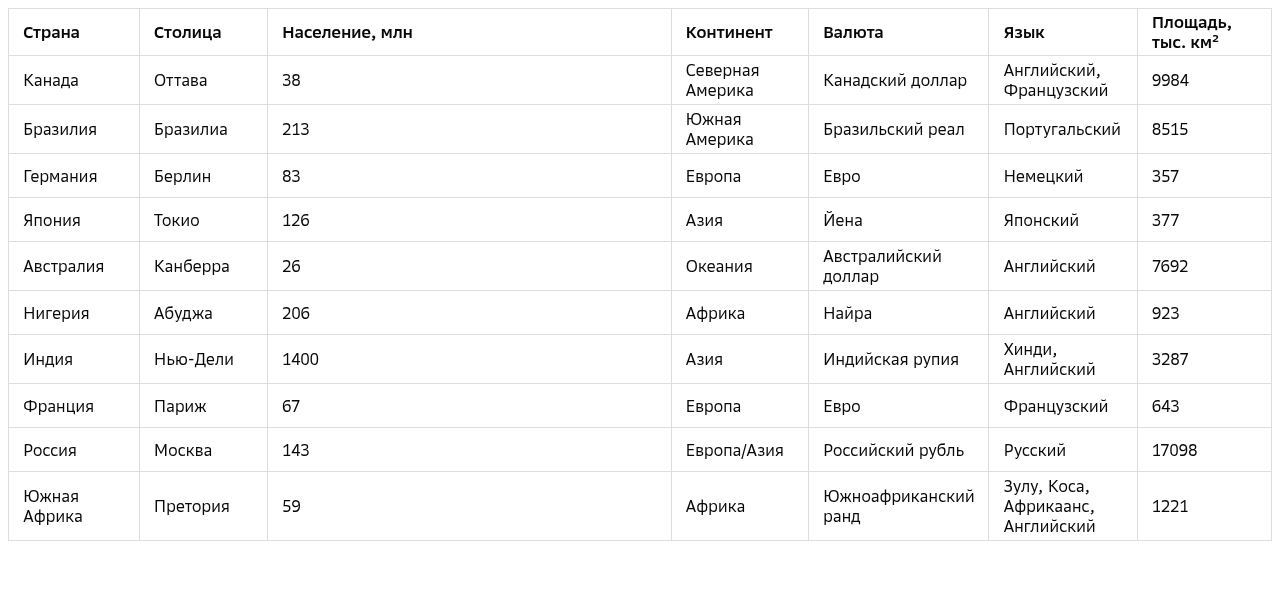 Страна Столица Население, млн Континент Валюта Язык Площадь, тыс. км²
Канада Оттава 38 Северная Америка Канадский доллар Английский, Французский 9984
Бразилия Бразилиа 213 Южная Америка Бразильский реал Португальский 8515
Германия Берлин 83 Европа Евро Немецкий 357
Япония Токио 126 Азия Йена Японский 377
Австралия Канберра 26 Океания Австралийский доллар Английский 7692
Нигерия Абуджа 206 Африка Найра Английский 923
Индия Нью-Дели 1400 Азия Индийская рупия Хинди, Английский 3287
Франция Париж 67 Европа Евро Французский 643
Россия Москва 143 Европа/Азия Российский рубль Русский 17098
Южная Африка Претория 59 Африка Южноафриканский ранд Зулу, Коса, Африкаанс, Английский 1221